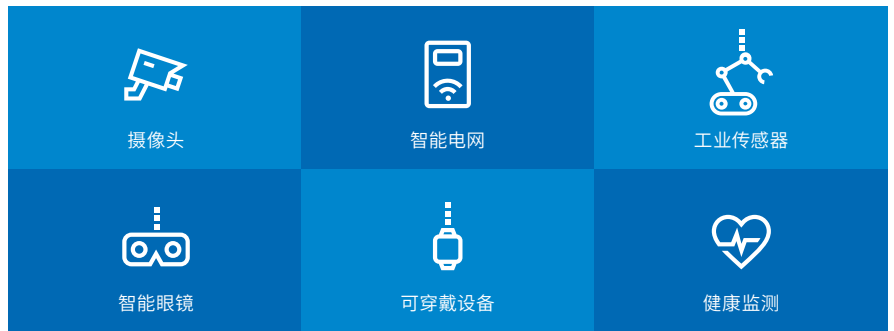 摄像头
智能电网
工业传感器
智能眼镜
可穿戴设备
健康监测